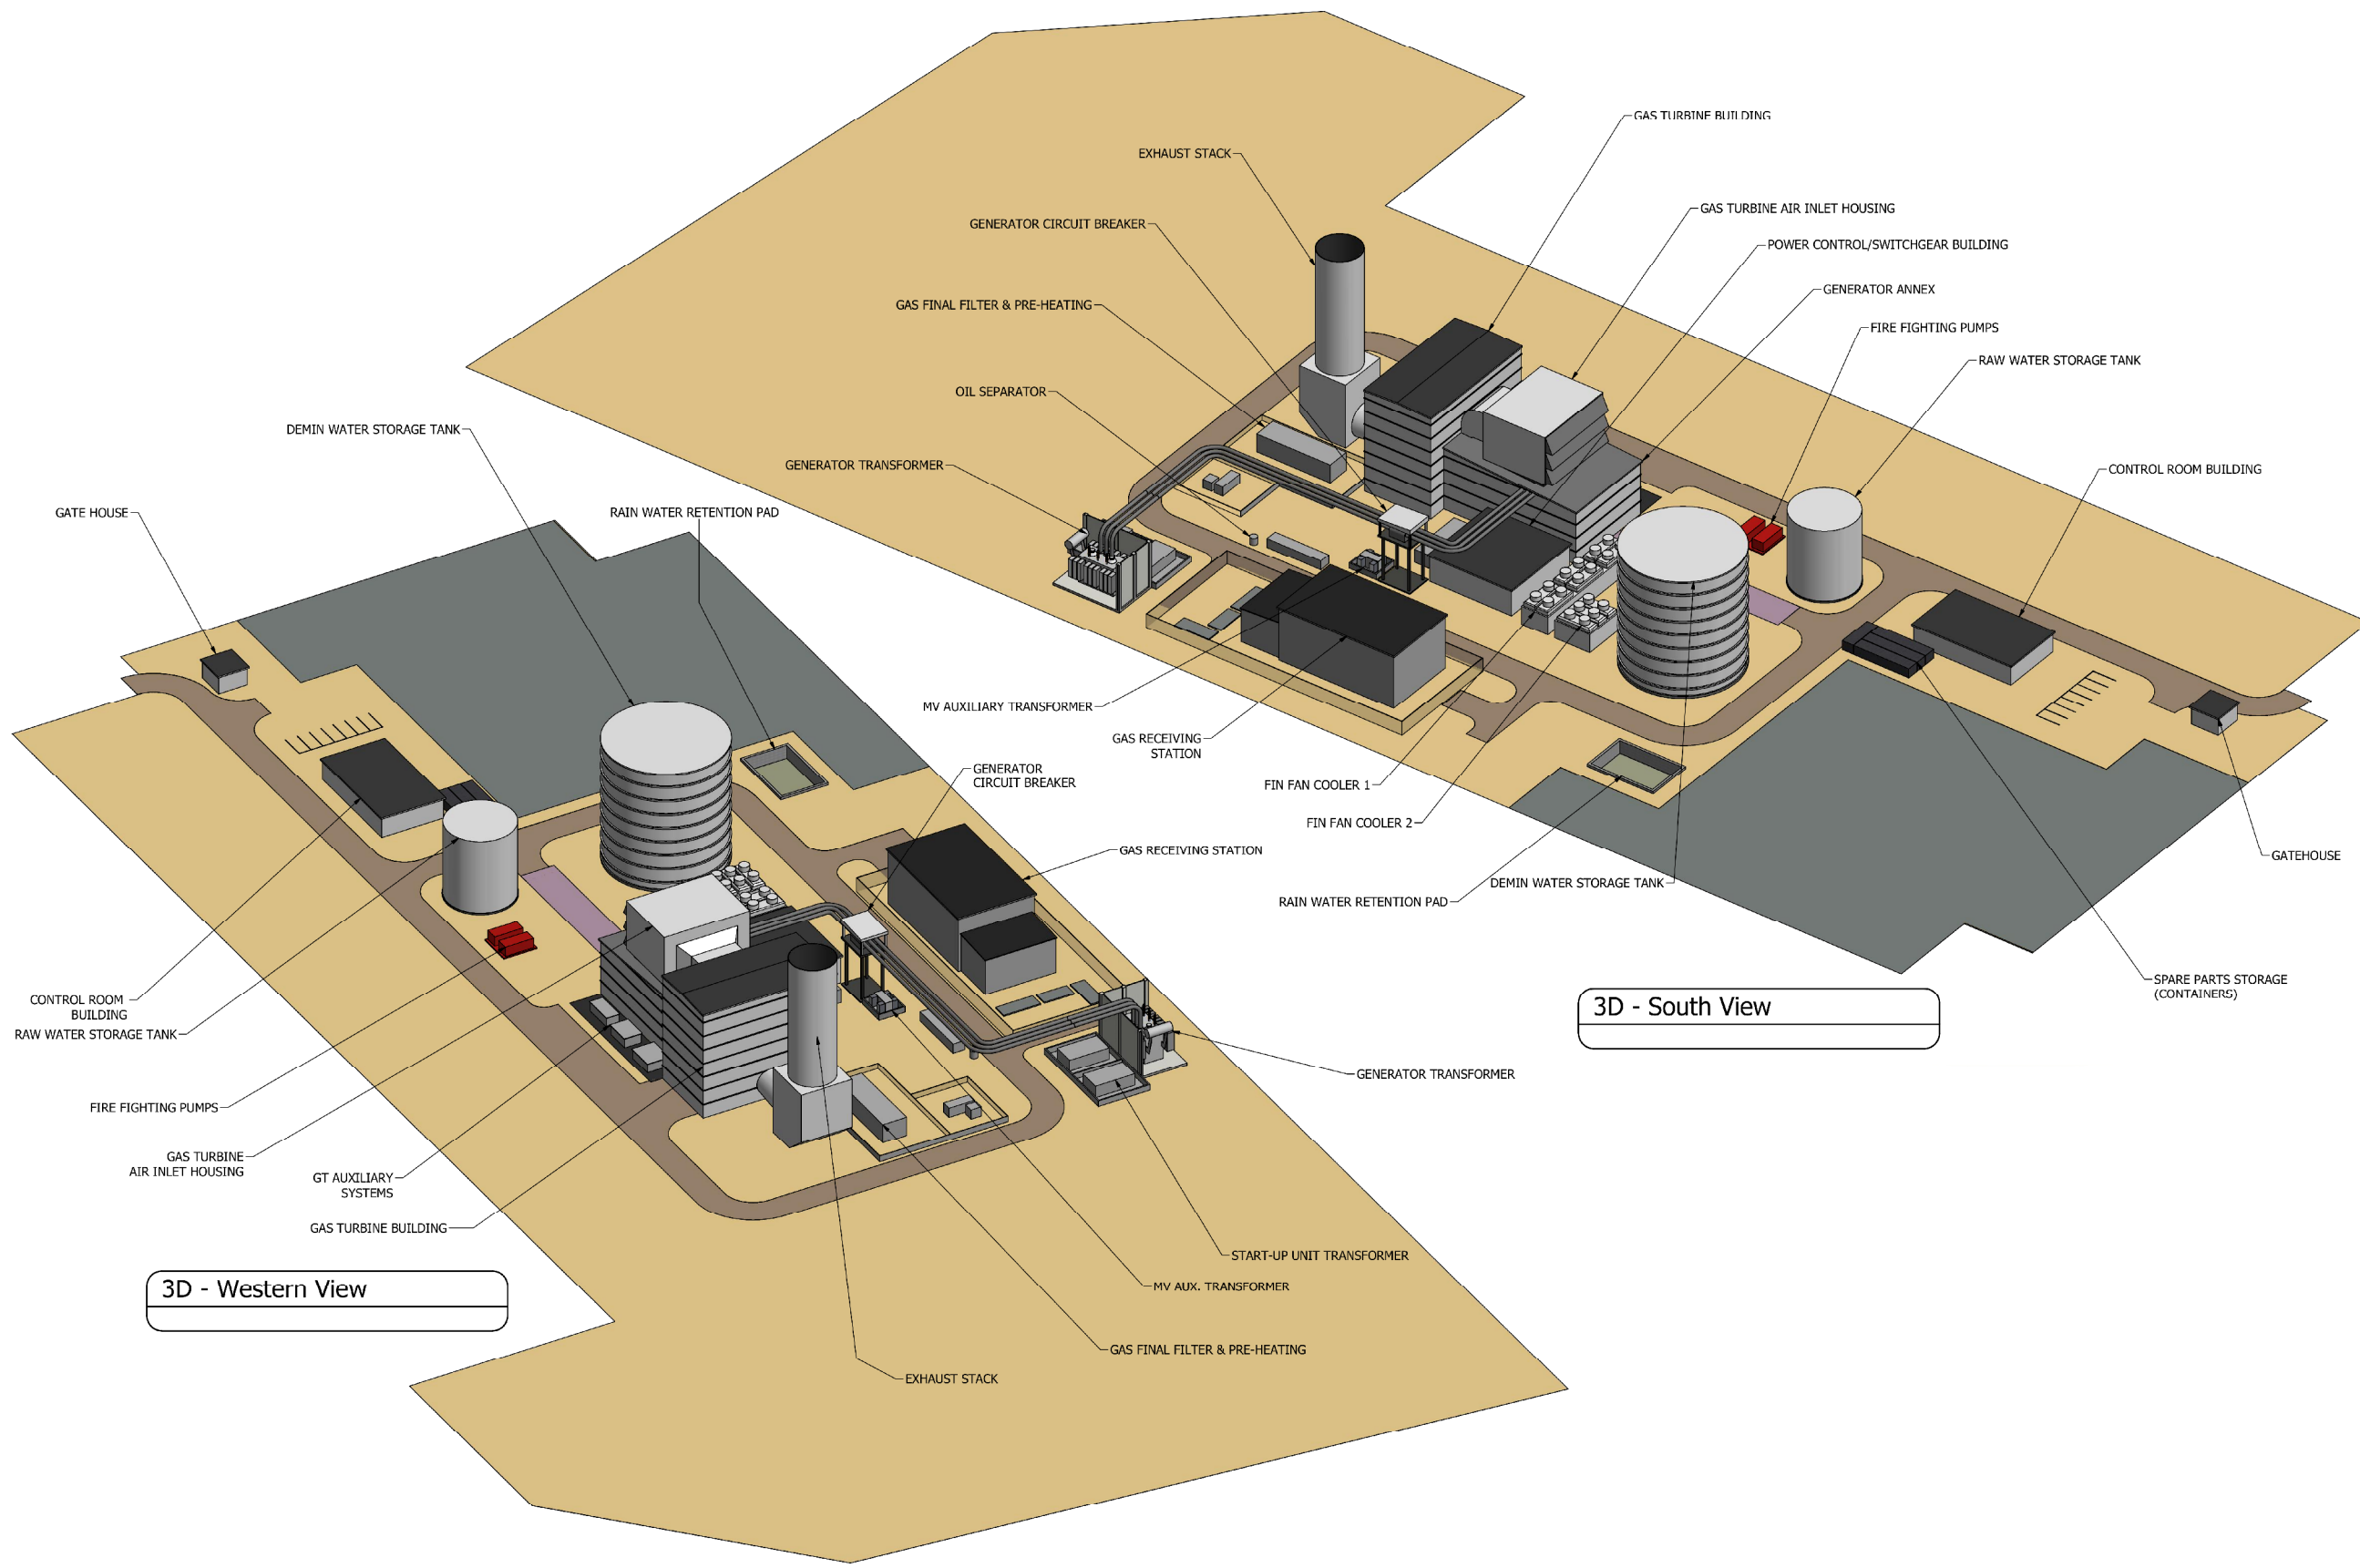 GAS TURBINE BUILDING
EXHAUST STACK
GAS TURBINE AIR INLET HOUSING
GENERATOR CIRCUIT BREAKER
POWER CONTROL/SWITCHGEAR BUILDING
GENERATOR ANNEX
GAS FINAL FILTER & PRE-HEATING
FIRE FIGHTING PUMPS
RAW WATER STORAGE TANK
OIL SEPARATOR
GENERATOR TRANSFORMER
CONTROL ROOM BUILDING
MV AUXILIARY TRANSFORMER
GAS RECEIVING
STATION
FIN FAN COOLER 1
FIN FAN COOLER 2
GATEHOUSE
DEMIN WATER STORAGE TANK
RAIN WATER RETENTION PAD
SPARE PARTS STORAGE
(CONTAINERS)
3D - South View
DEMIN WATER STORAGE TANK
GATE HOUSE
RAIN WATER RETENTION PAD
GENERATOR
CIRCUIT BREAKER
GAS RECEIVING STATION
CONTROL ROOM
BUILDING
RAW WATER STORAGE TANK
GENERATOR TRANSFORMER
FIRE FIGHTING PUMPS
GAS TURBINE
AIR INLET HOUSING
GT AUXILIARY
SYSTEMS
GAS TURBINE BUILDING
START-UP UNIT TRANSFORMER
MV AUX. TRANSFORMER
GAS FINAL FILTER & PRE-HEATING
EXHAUST STACK
3D - Western View